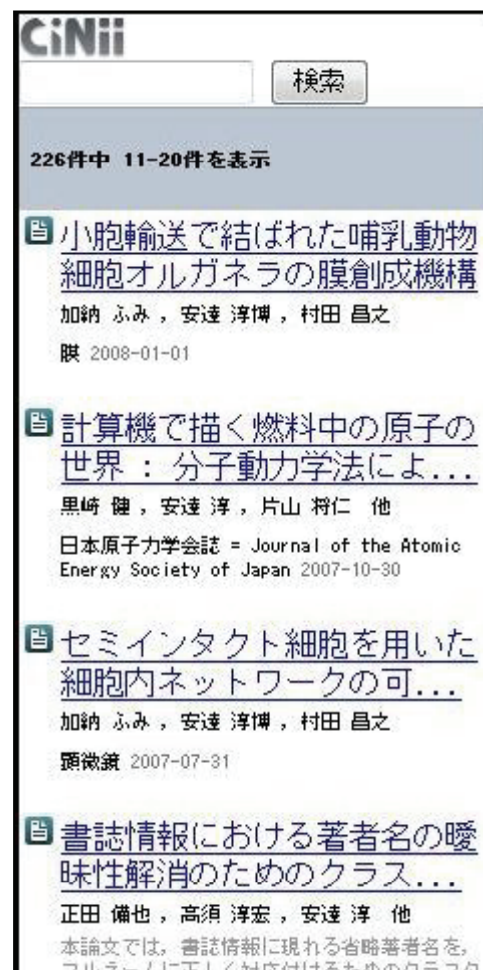 CiNii
検索
226件中 11-20件を表示
小胞輸送で結ばれた哺乳動物
細胞オルガネラの膜創成機構
加納 ふみ , 安達 淳博 , 村田 昌之
膜 2008-01-01
計算機で描く燃料中の原子の
世界 : 分子動力学法によ...
黒崎 健 , 安達 淳 , 片山 将仁 他
日本原子力学会誌 = Journal of the Atomic
Energy Society of Japan 2007-10-30
セミインタクト細胞を用いた
細胞内ネットワークの可...
加納 ふみ , 安達 淳博 , 村田 昌之
顕微鏡 2007-07-31
書誌情報における著者名の曖
昧性解消のためのクラス...
正田 備也 , 高須 淳宏 , 安達 淳 他
本論文では, 書誌情報に現れる省略著者名を,